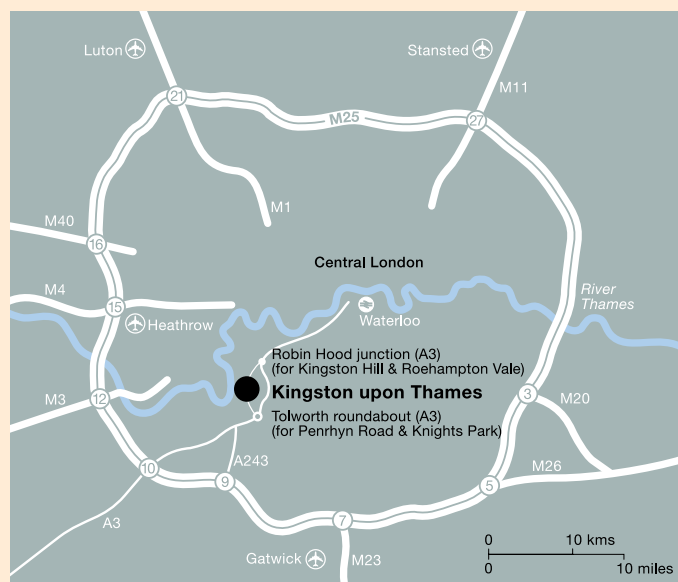 Luton
Stansted
M11
21
M25
27
M1
M40
16
Central London
M4
15
Heathrow
River
Thames
Waterloo
Robin Hood junction (A3)
(for Kingston Hill & Roehampton Vale)
Kingston upon Thames
M3
12
3
M20
Tolworth roundabout (A3)
(for Penrhyn Road & Knights Park)
10
A243
9
M26
5
A3
7
Gatwick
M23
0 10 kms
0 10 miles